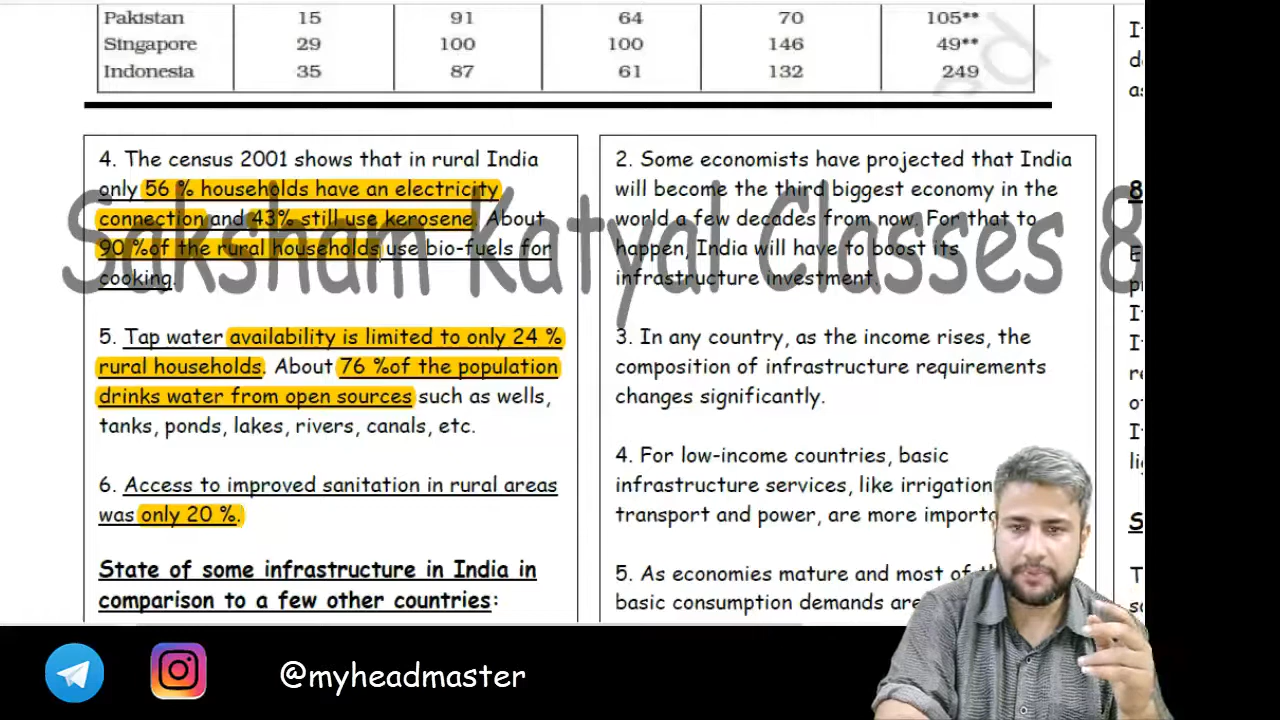 Pakistan 15 91 64 70 105**
Singapore 29 100 100 146 49**
Indonesia 35 87 61 132 249
4. The census 2001 shows that in rural India
only 56 % households have an electricity
connection and 43% still use kerosene. About
90 %of the rural households use bio-fuels for
cooking.
5. Tap water availability is limited to only 24 %
rural households. About 76 %of the population
drinks water from open sources such as wells,
tanks, ponds, lakes, rivers, canals, etc.
6. Access to improved sanitation in rural areas
was only 20 %.
State of some infrastructure in India in
comparison to a few other countries:
2. Some economists have projected that India
will become the third biggest economy in the
world a few decades from now. For that to
happen, India will have to boost its
infrastructure investment.
3. In any country, as the income rises, the
composition of infrastructure requirements
changes significantly.
4. For low-income countries, basic
infrastructure services, like irrigation
transport and power, are more
5. As economies mature and most of
basic consumption demands are
Saksham Katyal Classes 8
@myheadmaster